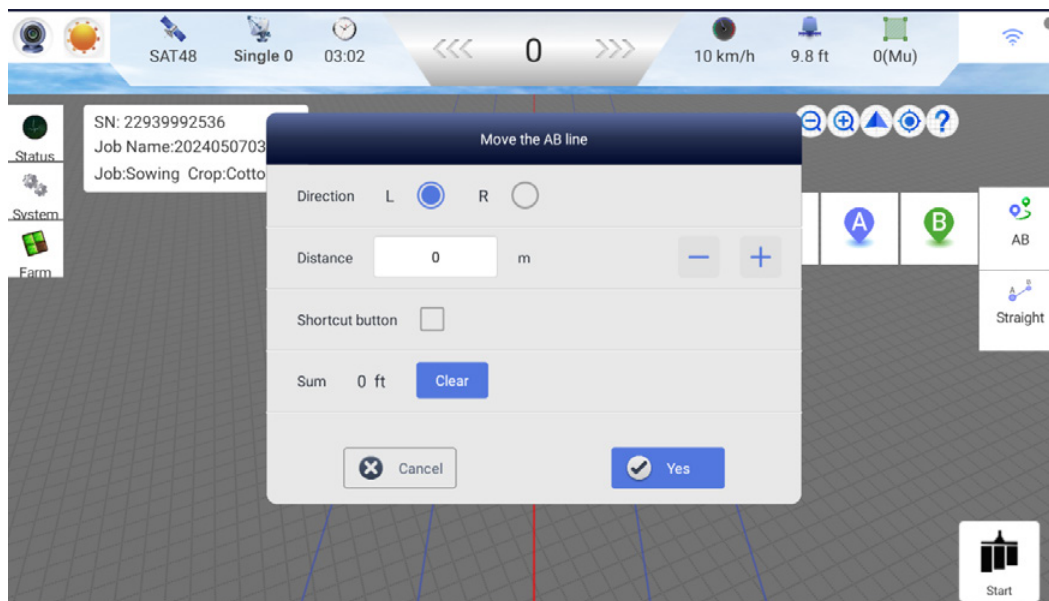 SAT48
Single 0
03:02
0
10 km/h
9.8 ft
0(Mu)
Status
System
Farm
SN: 22939992536
Job Name:2024050703
Job:Sowing Crop:Cotto
Move the AB line
Direction L R
Distance 0 m
Shortcut button
Sum 0 ft Clear
Cancel Yes
A
B
AB
A B
Straight
Start